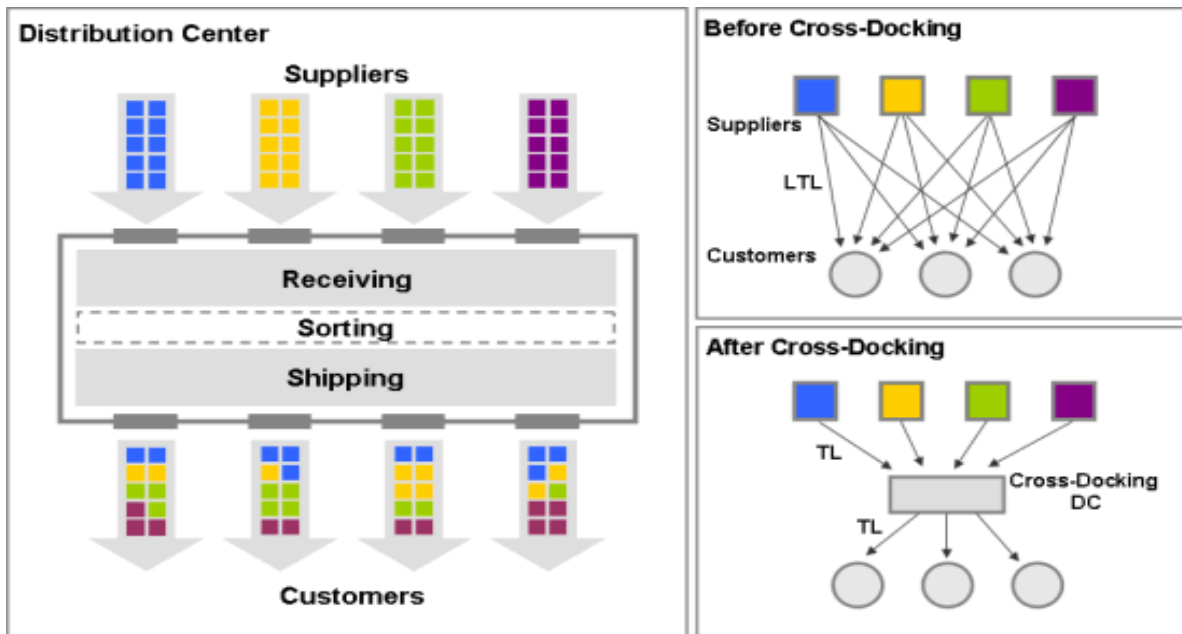 Distribution Center
Suppliers
Receiving
Sorting
Shipping
Customers
Before Cross-Docking
Suppliers
LTL
Customers
After Cross-Docking
TL
Cross-Docking
DC
TL